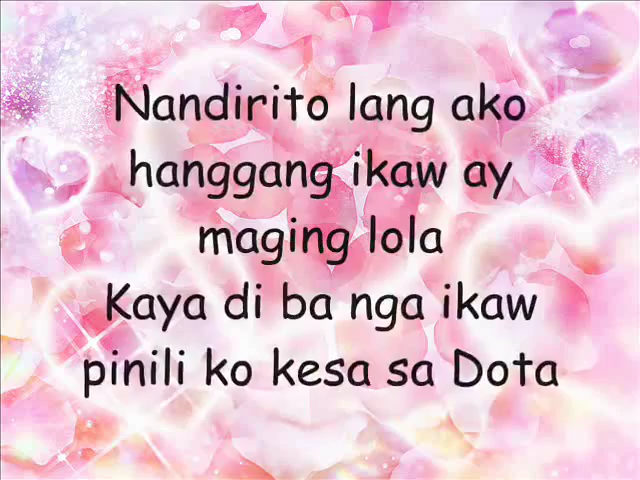 Nandirito lang ako
hanggang ikaw ay
maging lola
Kaya di ba nga ikaw
pinili ko kesa sa Dota